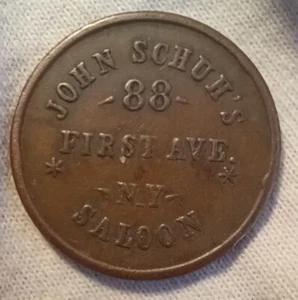 JOHN SCHUH'S
- 88 -
FIRST AVE.
* N.Y. *
SALOON